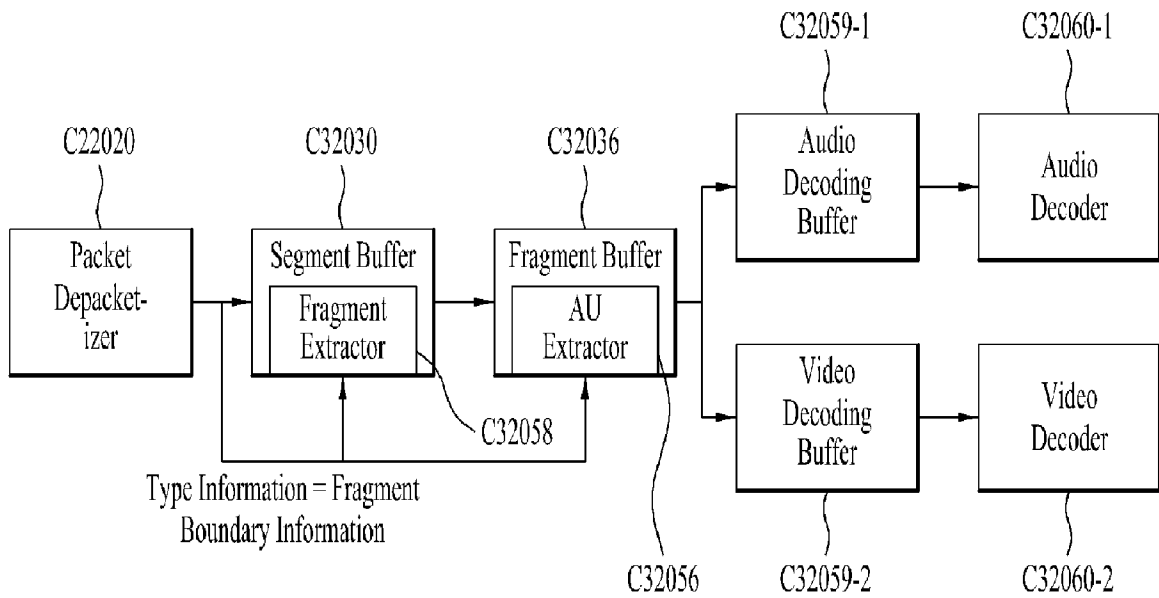 C32059-1
C32060-1
C22020
C32030
C32036
Audio
Decoding
Buffer
Audio
Decoder
Packet
Depacket-
izer
Segment Buffer
Fragment
Extractor
Fragment Buffer
AU
Extractor
C32058
Video
Decoding
Buffer
Video
Decoder
Type Information = Fragment
Boundary Information
C32056
C32059-2
C32060-2